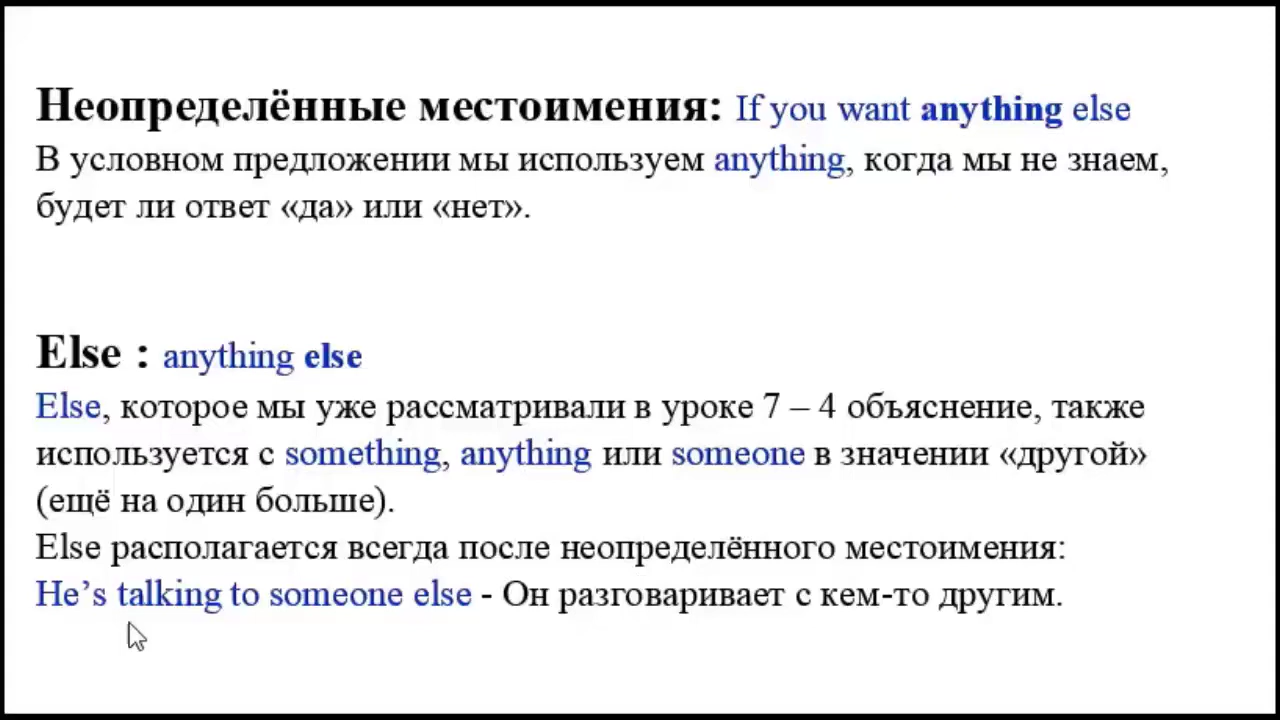 Неопределённые местоимения: If you want anything else
В условном предложении мы используем anything, когда мы не знаем,
будет ли ответ «да» или «нет».
Else : anything else
Else, которое мы уже рассматривали в уроке 7 – 4 объяснение, также
используется с something, anything или someone в значении «другой»
(ещё на один больше).
Else располагается всегда после неопределённого местоимения:
He’s talking to someone else - Он разговаривает с кем-то другим.